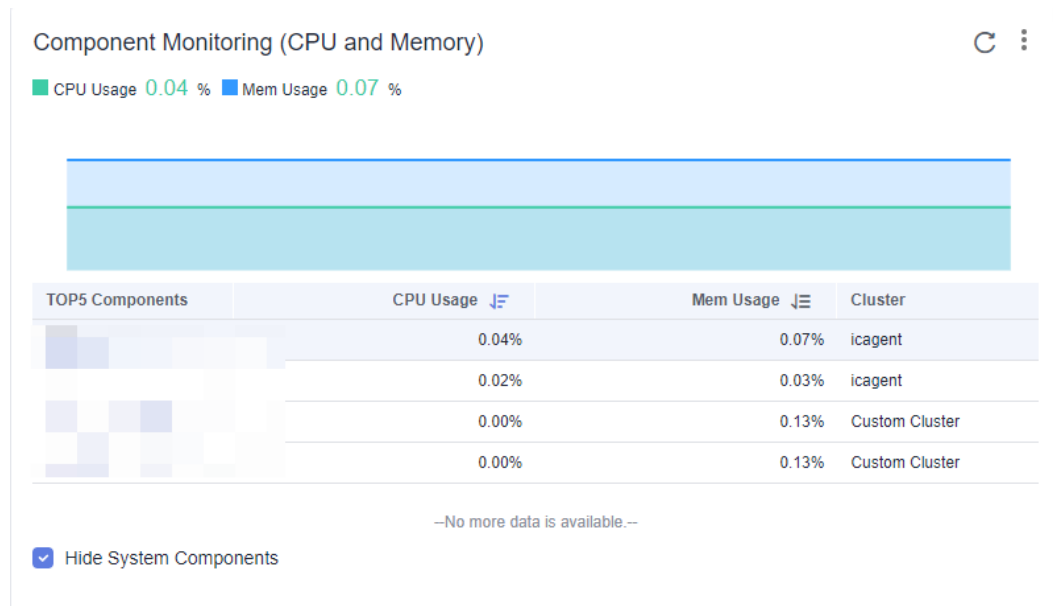 Component Monitoring (CPU and Memory)
CPU Usage 0.04 % Mem Usage 0.07 %
TOP5 Components CPU Usage Mem Usage Cluster
0.04% 0.07% icagent
0.02% 0.03% icagent
0.00% 0.13% Custom Cluster
0.00% 0.13% Custom Cluster
--No more data is available.--
Hide System Components